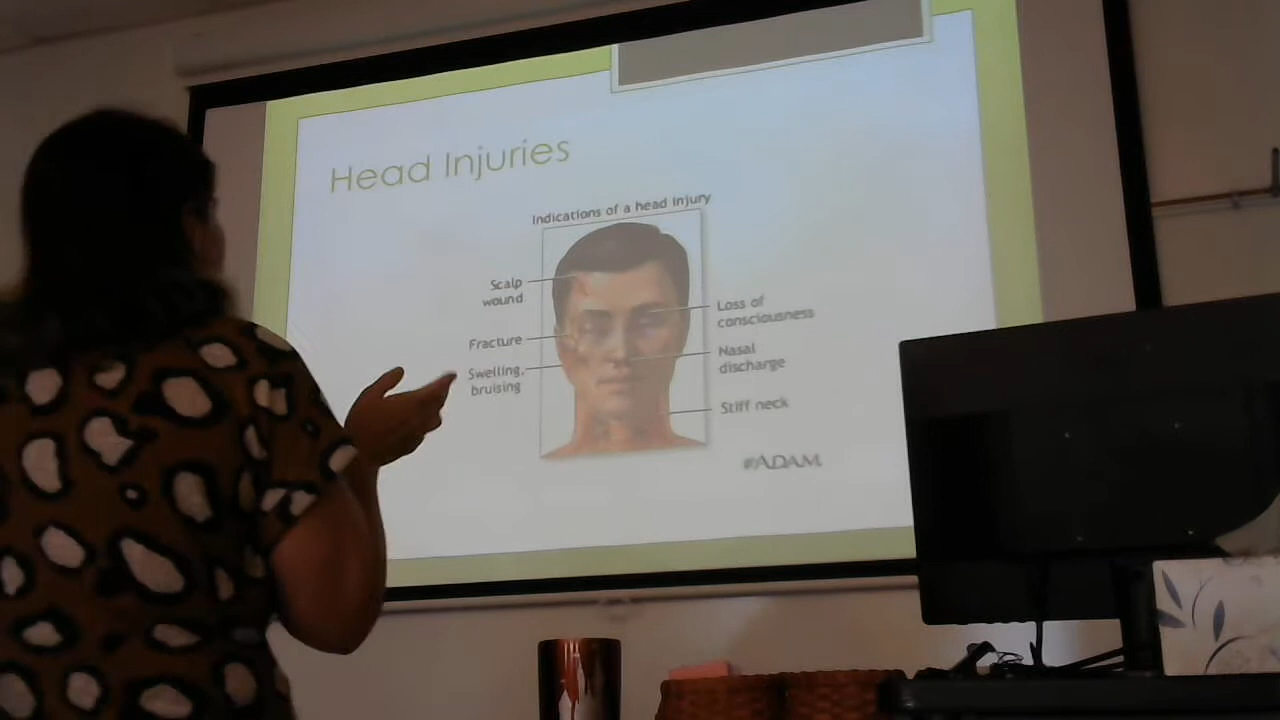 Head Injuries
Indications of a head injury
Scalp
wound
Fracture
Swelling,
bruising
Loss of
consciousness
Nasal
discharge
Stiff neck
ADAM.